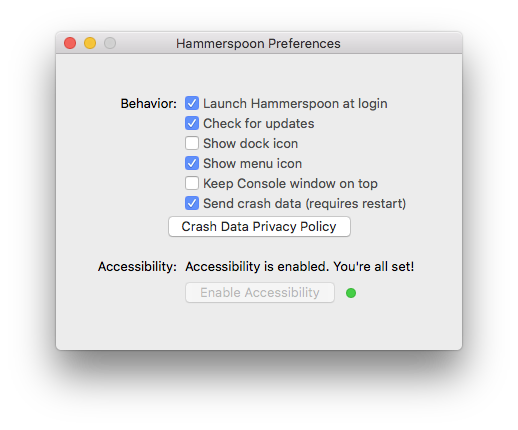 Hammerspoon Preferences
Behavior: Launch Hammerspoon at login
Check for updates
Show dock icon
Show menu icon
Keep Console window on top
Send crash data (requires restart)
Crash Data Privacy Policy
Accessibility: Accessibility is enabled. You're all set!
Enable Accessibility